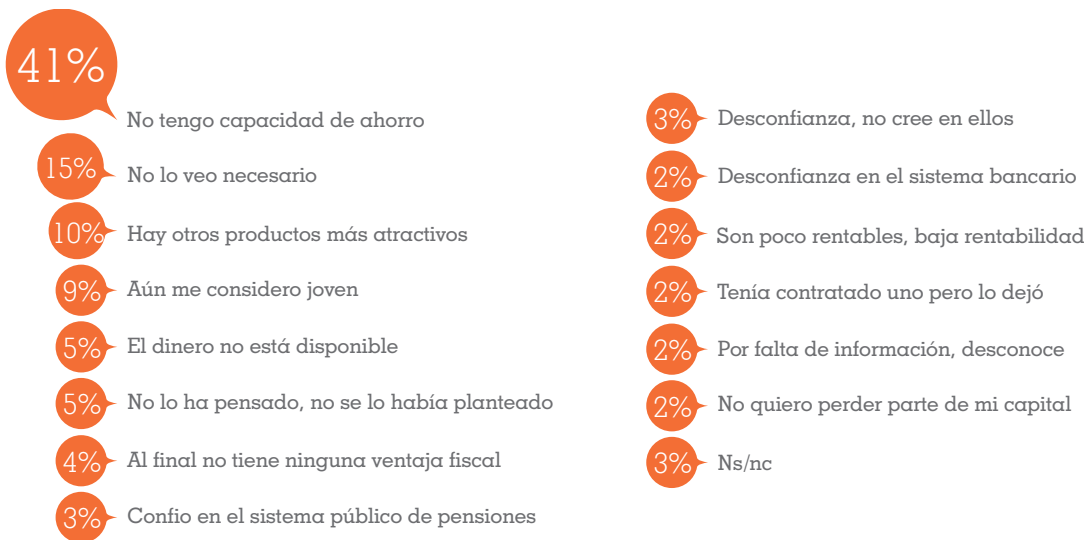 41%
No tengo capacidad de ahorro
15%
No lo veo necesario
10%
Hay otros productos más atractivos
9%
Aún me considero joven
5%
El dinero no está disponible
5%
No lo ha pensado, no se lo había planteado
4%
Al final no tiene ninguna ventaja fiscal
3%
Confio en el sistema público de pensiones
3%
Desconfianza, no cree en ellos
2%
Desconfianza en el sistema bancario
2%
Son poco rentables, baja rentabilidad
2%
Tenía contratado uno pero lo dejó
2%
Por falta de información, desconoce
2%
No quiero perder parte de mi capital
3%
Ns/nc